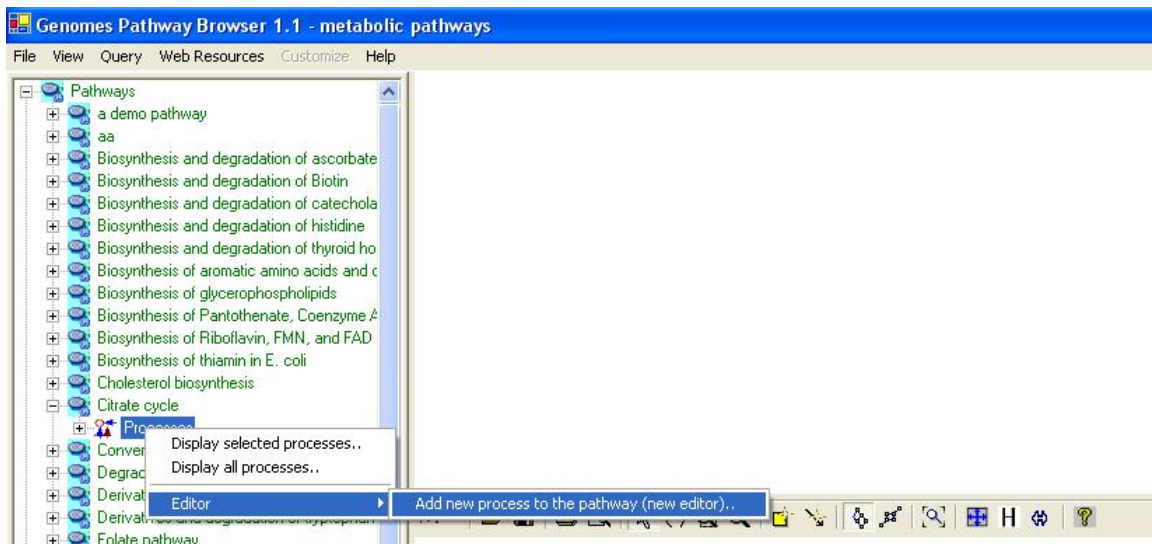 Genomes Pathway Browser 1.1 - metabolic pathways
File View Query Web Resources Customize Help
Pathways
a demo pathway
aa
Biosynthesis and degradation of ascorbate
Biosynthesis and degradation of Biotin
Biosynthesis and degradation of catechola
Biosynthesis and degradation of histidine
Biosynthesis and degradation of thyroid ho
Biosynthesis of aromatic amino acids and
Biosynthesis of glycerophospholipids
Biosynthesis of Pantothenate, Coenzyme A
Biosynthesis of Riboflavin, FMN, and FAD
Biosynthesis of thiamin in E. coli
Cholesterol biosynthesis
Citrate cycle
Processes
Display selected processes..
Conver
Display all processes..
Degrad
Editor
Add new process to the pathway (new editor)..
Derivat
Folate pathway
H